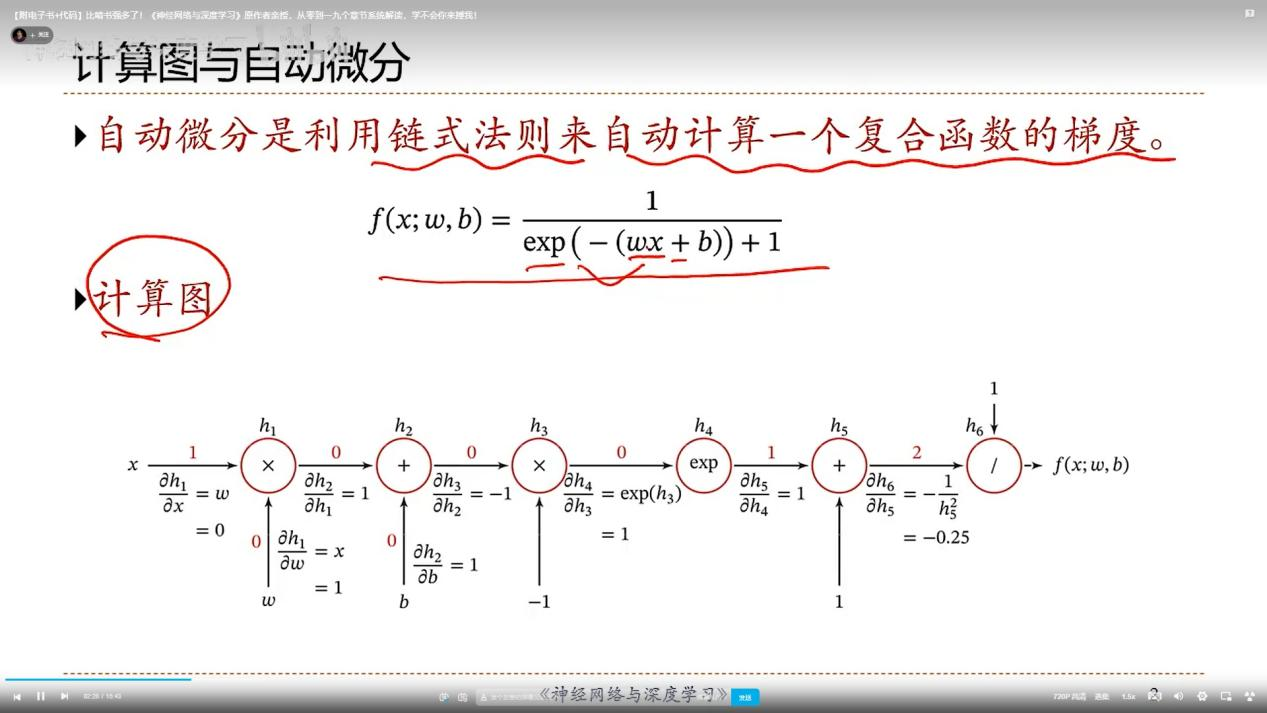 【附电子书+代码】比啃书强多了！《神经网络与深度学习》原作者亲授，从零到一九个章节系统解读，学不会你来捶我！
+ 关注
计算图与自动微分
自动微分是利用链式法则来自动计算一个复合函数的梯度。
f(x; w, b) = 1 / (exp(−(wx + b)) + 1)
计算图
1
h₁ h₂ h₃ h₄ h₅ h₆
x 1 × 0 + 0 × 0 exp 1 + 2 / f(x; w, b)
∂h₁/∂x = w ∂h₂/∂h₁ = 1 ∂h₃/∂h₂ = −1 ∂h₄/∂h₃ = exp(h₃) ∂h₅/∂h₄ = 1 ∂h₆/∂h₅ = −1/h₅²
= 0 = 1 = −0.25
0 ∂h₁/∂w = x 0 ∂h₂/∂b = 1
= 1
w b −1 1
《神经网络与深度学习》
发送
720P 高清 选集 1.5x